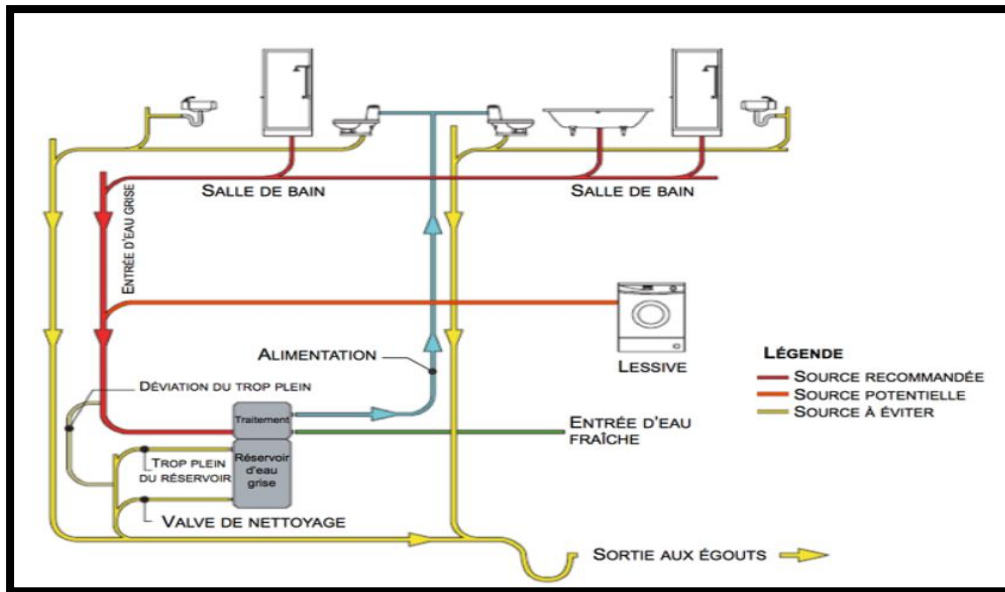 SALLE DE BAIN
SALLE DE BAIN
ENTRÉE D'EAU GRISE
LESSIVE
ALIMENTATION
DÉVIATION DU TROP PLEIN
LÉGENDE
SOURCE RECOMMANDÉE
SOURCE POTENTIELLE
SOURCE À ÉVITER
Traitement
ENTRÉE D'EAU
FRAÎCHE
TROP PLEIN
DU RÉSERVOIR
Réservoir
d'eau
grise
VALVE DE NETTOYAGE
SORTIE AUX ÉGOUTS